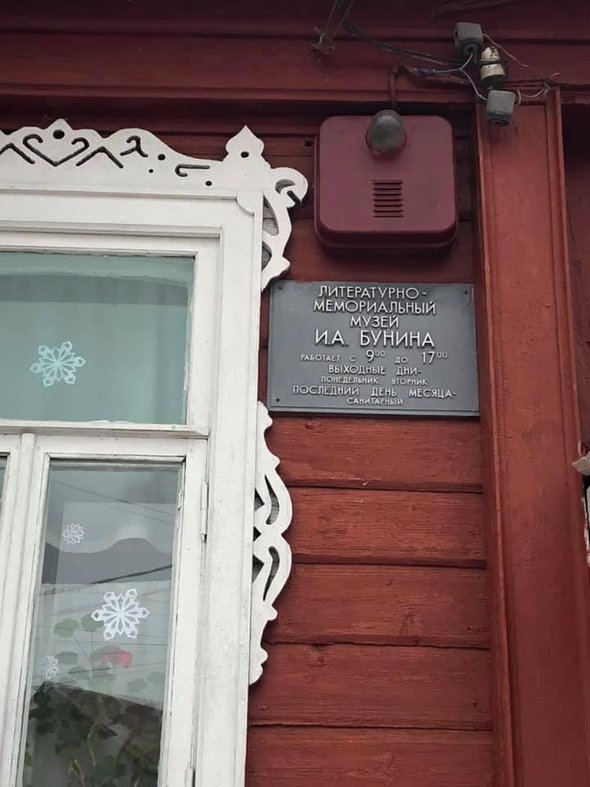 ЛИТЕРАТУРНО-
МЕМОРИАЛЬНЫЙ
МУЗЕЙ
И.А. БУНИНА
РАБОТАЕТ С 9⁰⁰ ДО 17⁰⁰
ВЫХОДНЫЕ ДНИ-
ПОНЕДЕЛЬНИК, ВТОРНИК
ПОСЛЕДНИЙ ДЕНЬ МЕСЯЦА-
САНИТАРНЫЙ